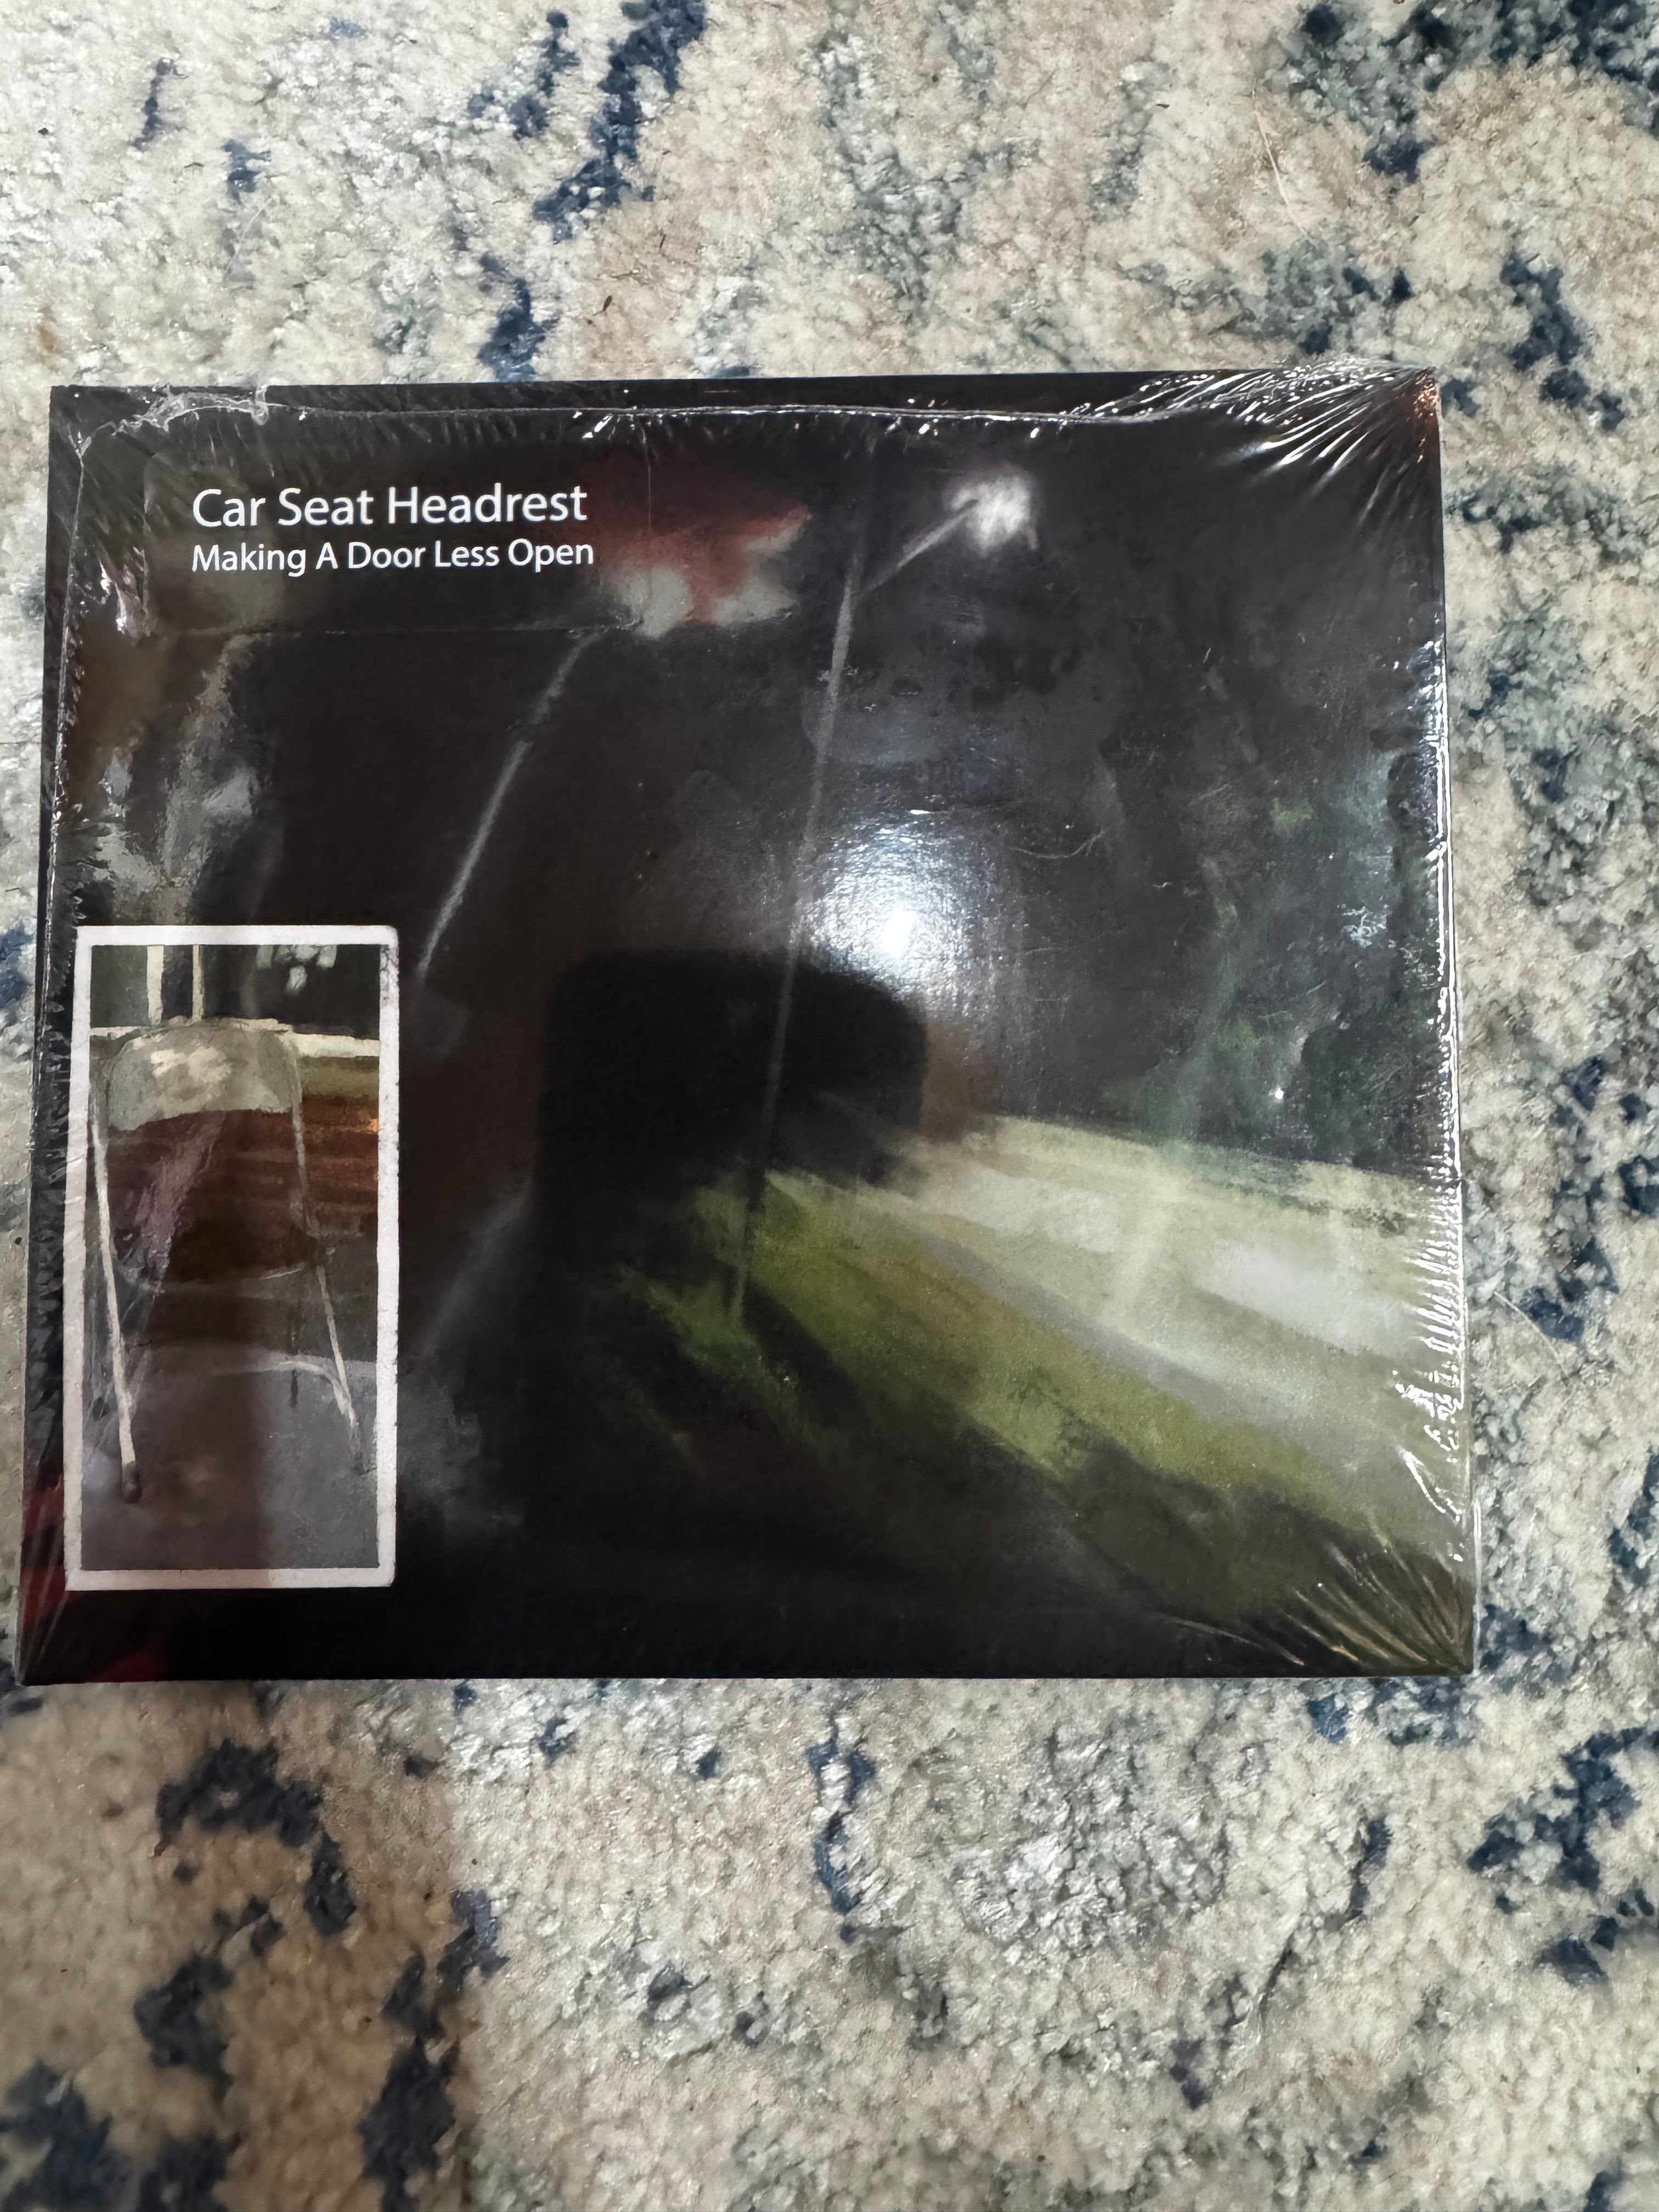 Car Seat Headrest
Making A Door Less Open